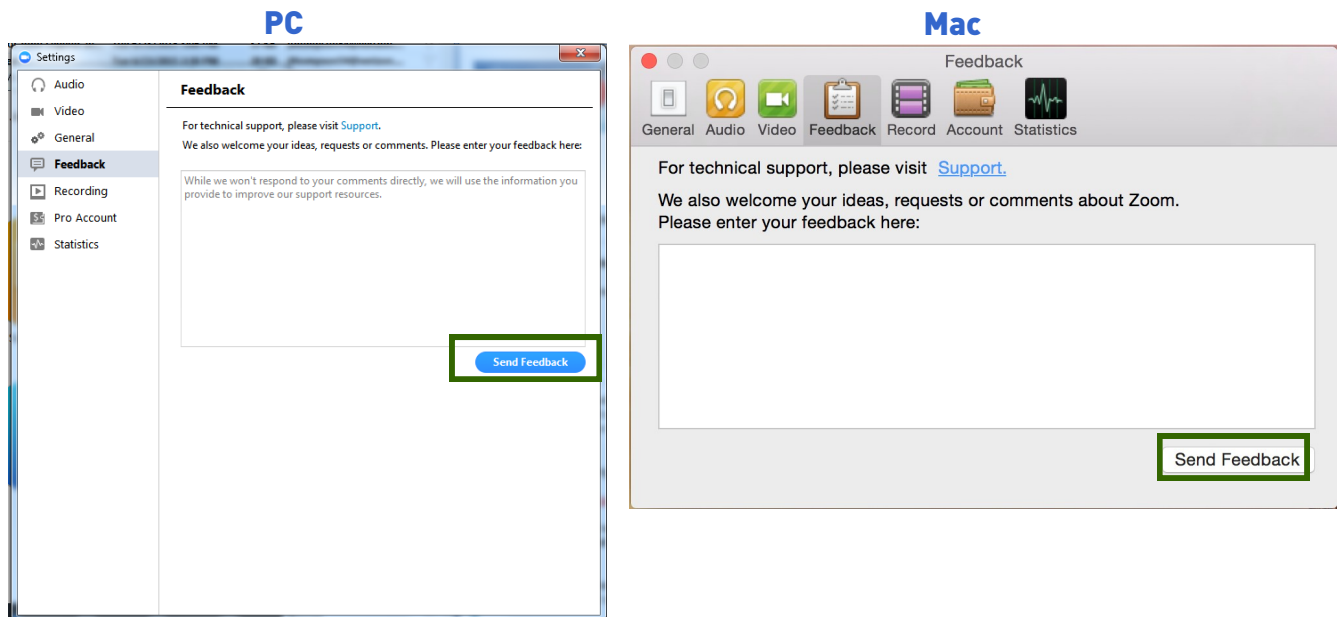 PC
Settings
Audio
Video
General
Feedback
Recording
Pro Account
Statistics
Feedback
For technical support, please visit Support.
We also welcome your ideas, requests or comments. Please enter your feedback here:
While we won't respond to your comments directly, we will use the information you
provide to improve our support resources.
Send Feedback
Mac
Feedback
General Audio Video Feedback Record Account Statistics
For technical support, please visit Support.
We also welcome your ideas, requests or comments about Zoom.
Please enter your feedback here:
Send Feedback